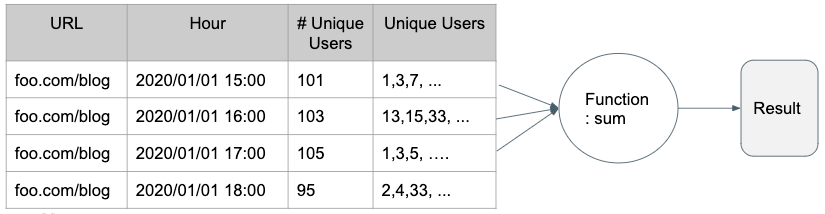 URL Hour # Unique Users Unique Users
foo.com/blog 2020/01/01 15:00 101 1,3,7, ...
foo.com/blog 2020/01/01 16:00 103 13,15,33, ...
foo.com/blog 2020/01/01 17:00 105 1,3,5, ....
foo.com/blog 2020/01/01 18:00 95 2,4,33, ...
Function
: sum
Result